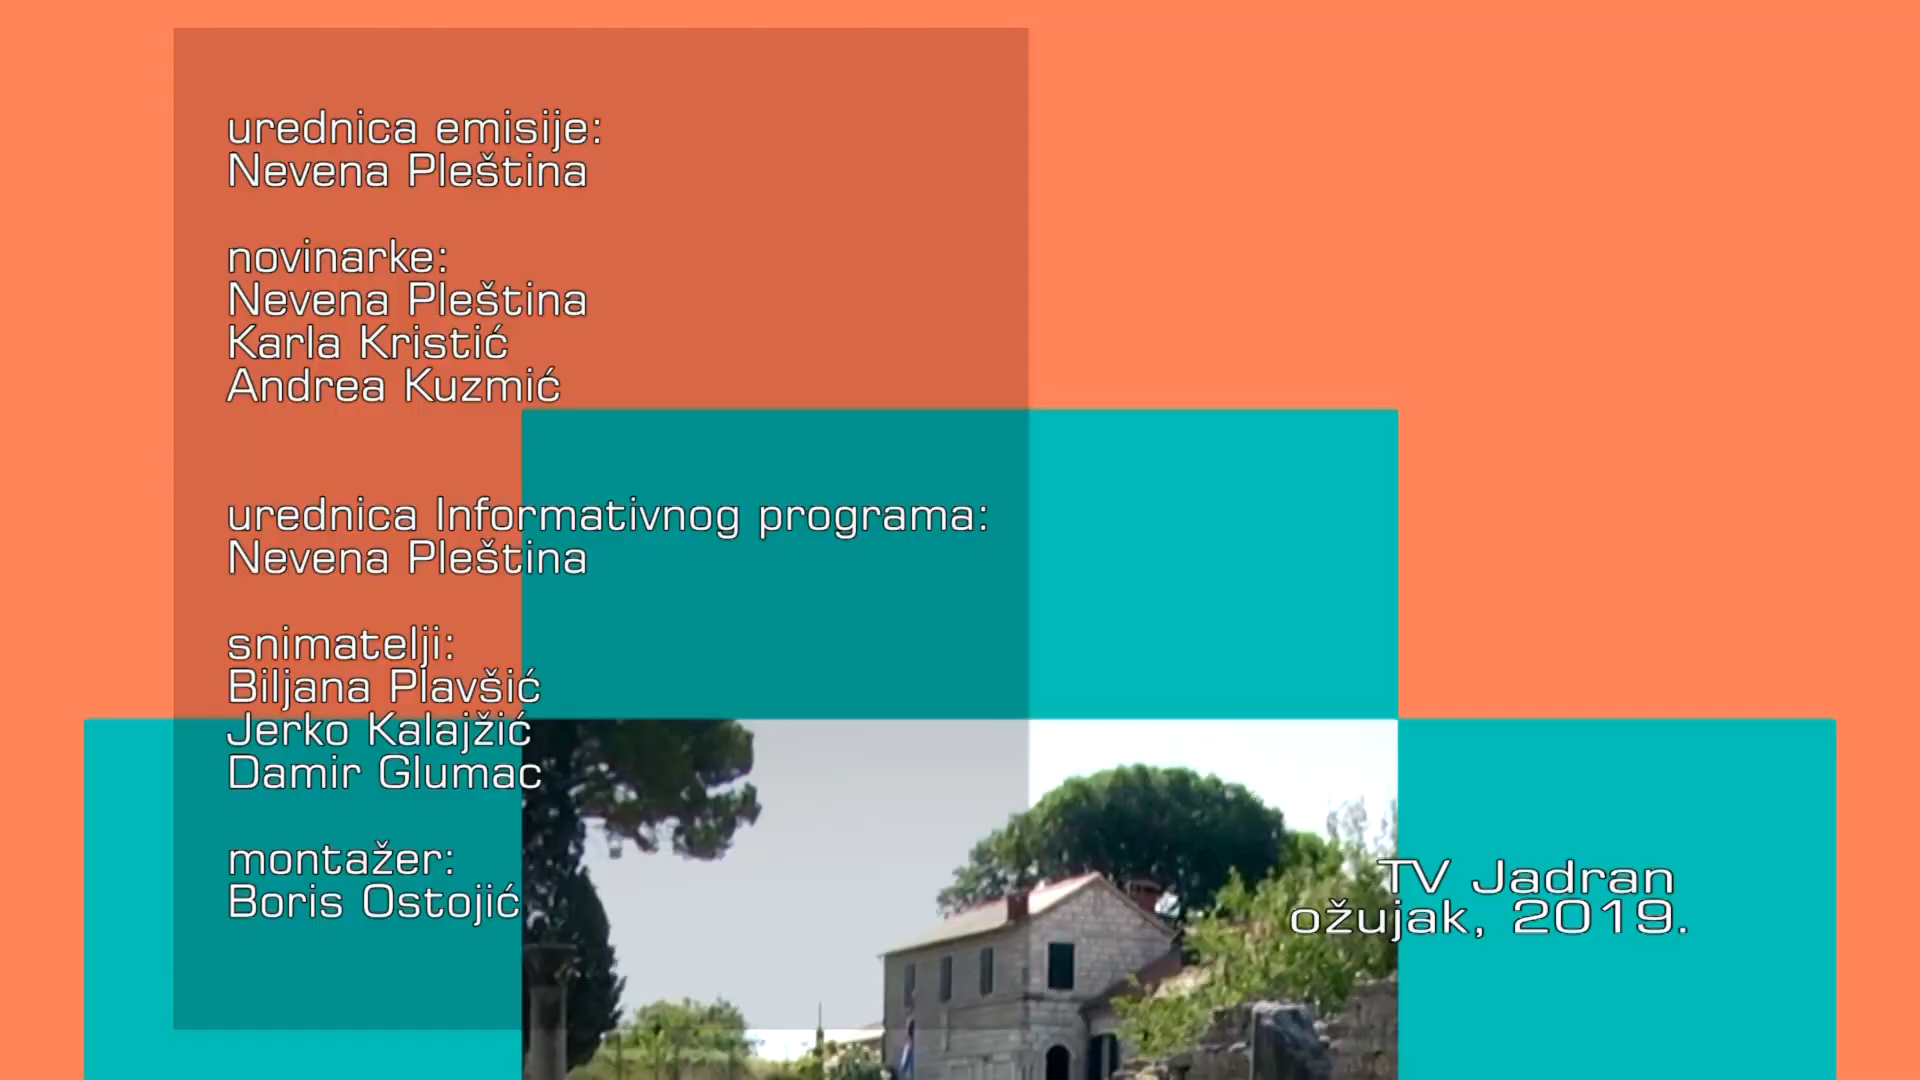 urednica emisije:
Nevena Pleština
novinarke:
Nevena Pleština
Karla Kristić
Andrea Kuzmić
urednica Informativnog programa:
Nevena Pleština
snimatelji:
Biljana Plavšić
Jerko Kalajžić
Damir Glumac
montažer:
Boris Ostojić
TV Jadran
ožujak, 2019.